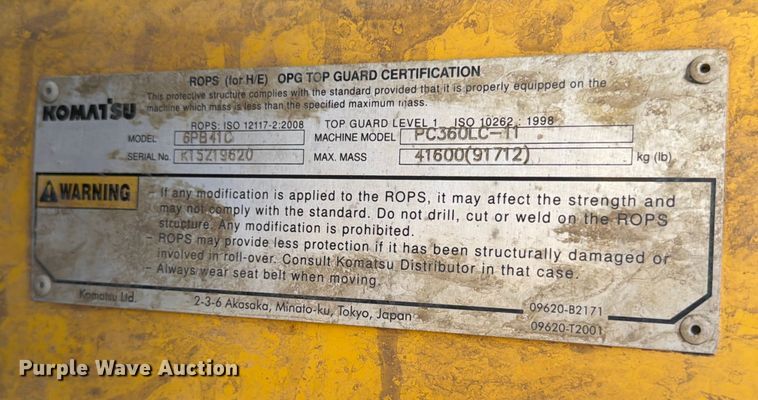 ROPS (for H/E) OPG TOP GUARD CERTIFICATION
This protective structure complies with the standard provided that it is properly equipped on the
machine which mass is less than the specified maximum mass.
KOMATSU
ROPS: ISO 12117-2:2008 TOP GUARD LEVEL 1 ISO 10262 : 1998
MODEL 6PB41C MACHINE MODEL PC360LC-11
SERIAL No. K15Z19620 MAX. MASS 41600(91712) kg (lb)
WARNING
- If any modification is applied to the ROPS, it may affect the strength and
may not comply with the standard. Do not drill, cut or weld on the ROPS
structure. Any modification is prohibited.
- ROPS may provide less protection if it has been structurally damaged or
involved in roll-over. Consult Komatsu Distributor in that case.
- Always wear seat belt when moving.
Komatsu Ltd. 2-3-6 Akasaka, Minato-ku, Tokyo, Japan
09620-B2171
09620-T2001
Purple Wave Auction